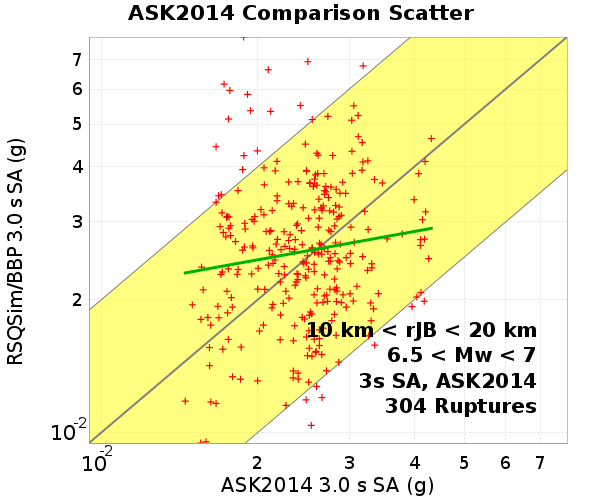 ASK2014 Comparison Scatter
RSQSim/BBP 3.0 s SA (g)
7
6
5
4
3
2
10-2
10 km < rJB < 20 km
6.5 < Mw < 7
3s SA, ASK2014
304 Ruptures
10-2 2 3 4 5 6 7
ASK2014 3.0 s SA (g)